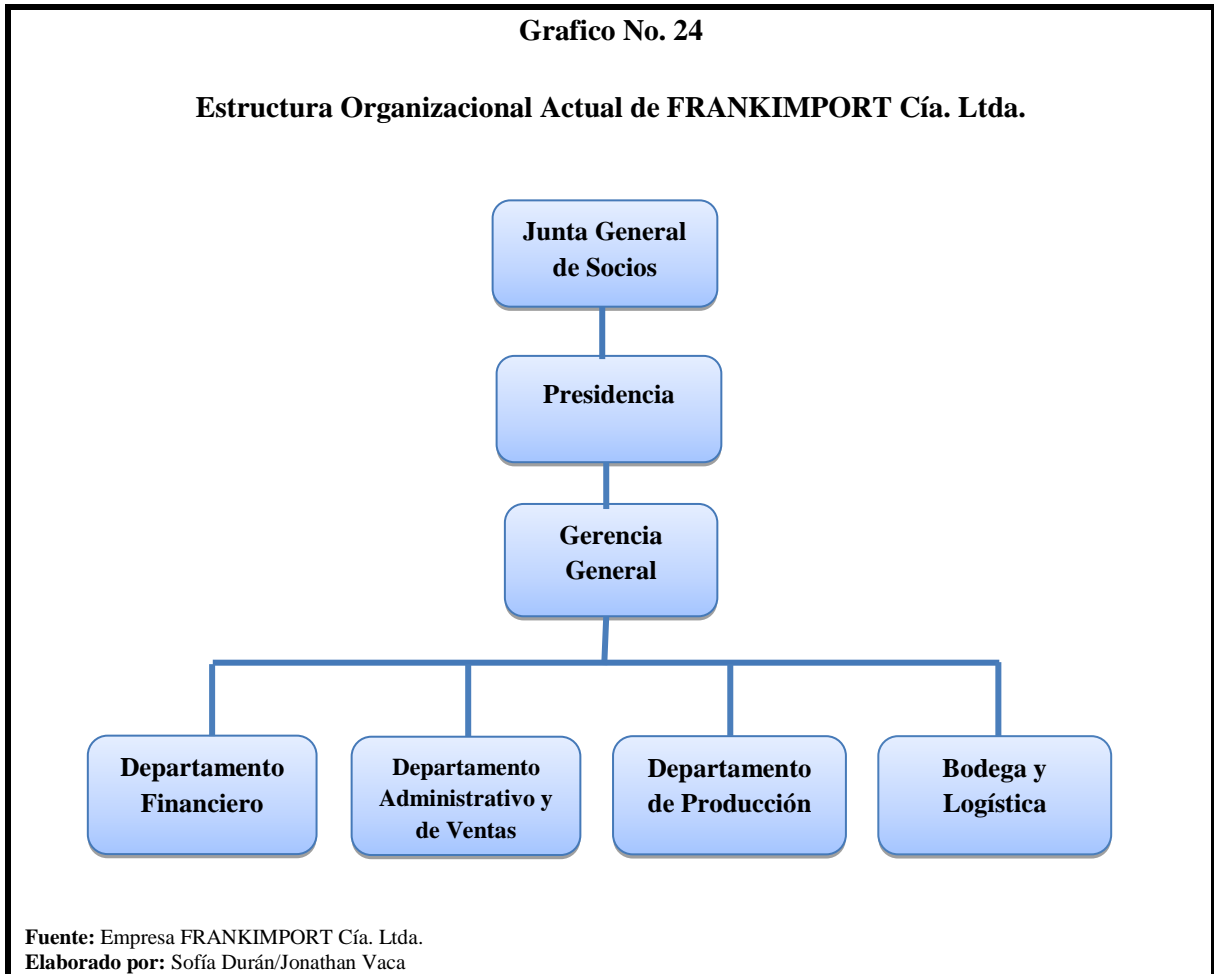 Grafico No. 24
Estructura Organizacional Actual de FRANKIMPORT Cía. Ltda.
Junta General
de Socios
Presidencia
Gerencia
General
Departamento
Financiero
Departamento
Administrativo y
de Ventas
Departamento
de Producción
Bodega y
Logística
Fuente: Empresa FRANKIMPORT Cía. Ltda.
Elaborado por: Sofía Durán/Jonathan Vaca